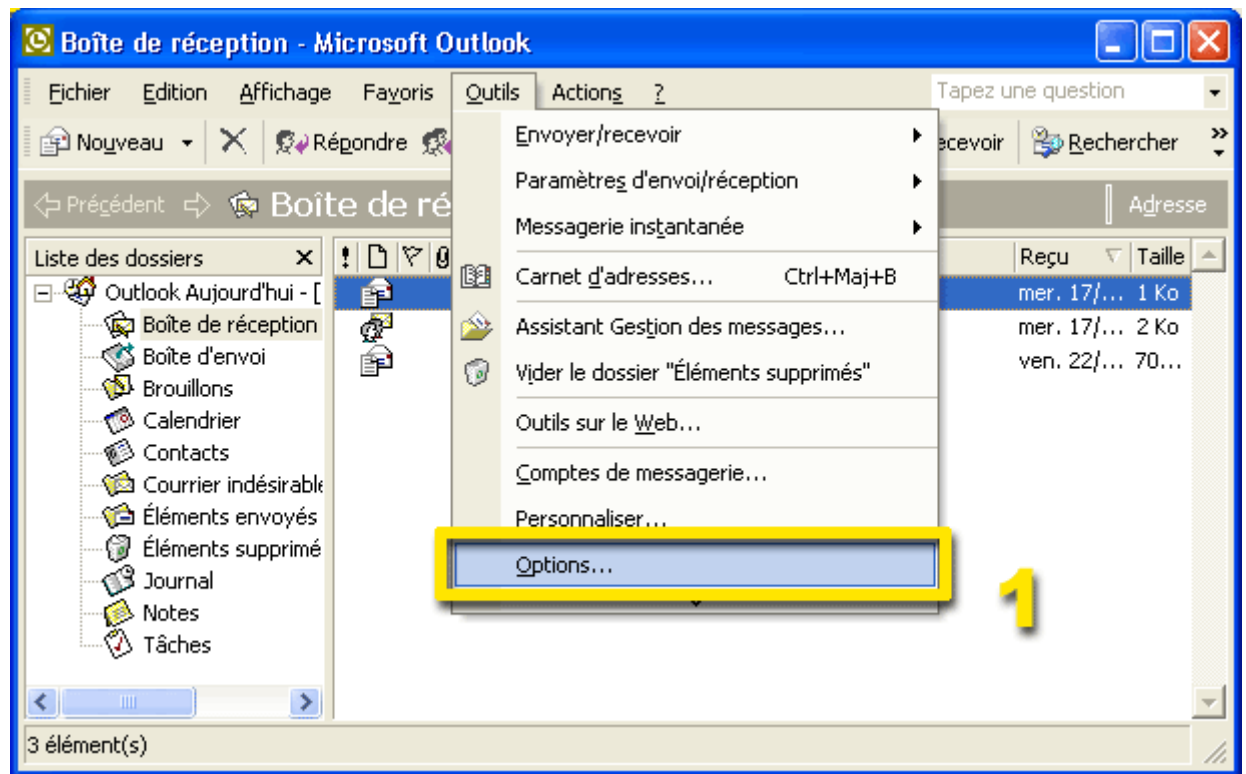 Boîte de réception - Microsoft Outlook
Fichier Edition Affichage Favoris Outils Actions ? Tapez une question
Nouveau Répondre ecevoir Rechercher
Précédent Boîte de ré Adresse
Envoyer/recevoir
Paramètres d'envoi/réception
Messagerie instantanée
Carnet d'adresses... Ctrl+Maj+B
Assistant Gestion des messages...
Vider le dossier "Éléments supprimés"
Outils sur le Web...
Comptes de messagerie...
Personnaliser...
Options...
1
Liste des dossiers
Outlook Aujourd'hui - [
Boîte de réception
Boîte d'envoi
Brouillons
Calendrier
Contacts
Courrier indésirable
Éléments envoyés
Éléments supprimé
Journal
Notes
Tâches
! Reçu Taille
mer. 17/... 1 Ko
mer. 17/... 2 Ko
ven. 22/... 70...
3 élément(s)